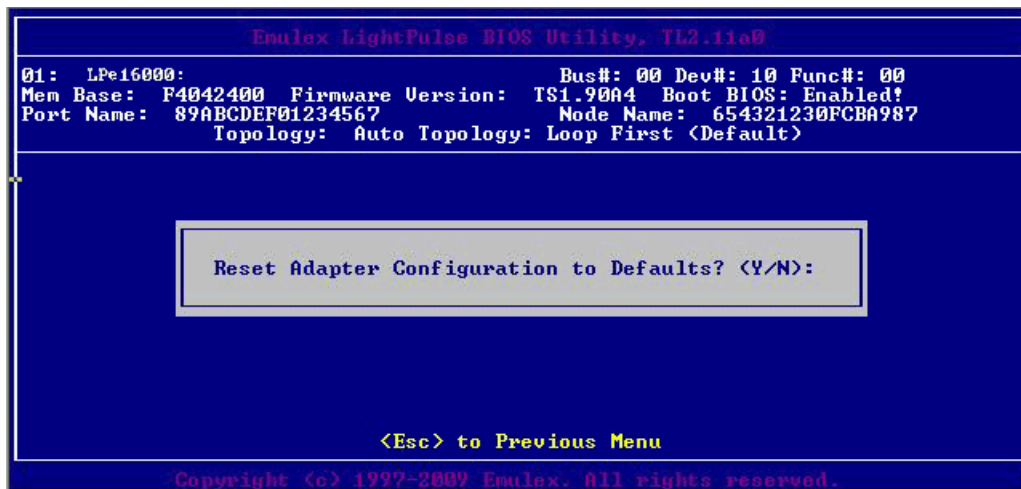 Emulex LightPulse BIOS Utility, TL2.11a0
01: LPe16000: Bus#: 00 Dev#: 10 Func#: 00
Mem Base: F4042400 Firmware Version: TS1.90A4 Boot BIOS: Enabled!
Port Name: 89ABCDEF01234567 Node Name: 654321230FCBA987
Topology: Auto Topology: Loop First (Default)
Reset Adapter Configuration to Defaults? (Y/N):
<Esc> to Previous Menu
Copyright (c) 1997-2009 Emulex. All rights reserved.